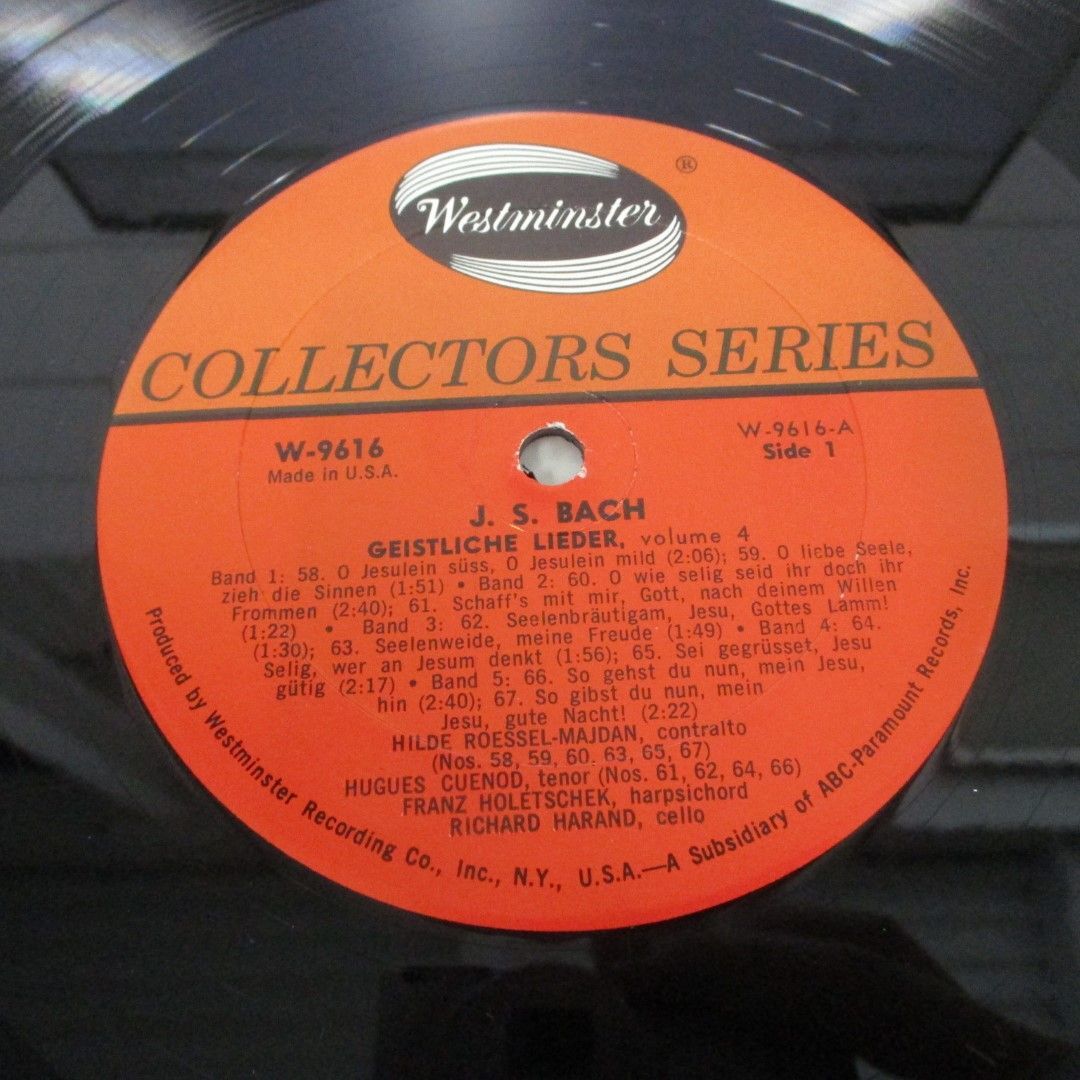 Westminster ®
COLLECTORS SERIES
W-9616
Made in U.S.A.
W-9616-A
Side 1
J. S. BACH
GEISTLICHE LIEDER, volume 4
Band 1: 58. O Jesulein süss, O Jesulein mild (2:06); 59. O liebe Seele,
zieh die Sinnen (1:51) • Band 2: 60. O wie selig seid ihr doch ihr
Frommen (2:40); 61. Schaff's mit mir, Gott, nach deinem Willen
(1:22) • Band 3: 62. Seelenbräutigam, Jesu, Gottes Lamm!
(1:30); 63. Seelenweide, meine Freude (1:49) • Band 4: 64.
Selig, wer an Jesum denkt (1:56); 65. Sei gegrüsset, Jesu
gütig (2:17) • Band 5: 66. So gehst du nun, mein Jesu,
hin (2:40); 67. So gibst du nun, mein
Jesu, gute Nacht! (2:22)
HILDE ROESSEL-MAJDAN, contralto
(Nos. 58, 59, 60, 63, 65, 67)
HUGUES CUENOD, tenor (Nos. 61, 62, 64, 66)
FRANZ HOLETSCHEK, harpsichord
RICHARD HARAND, cello
Produced by Westminster Recording Co., Inc., N.Y., U.S.A.—A Subsidiary of ABC-Paramount Records, Inc.